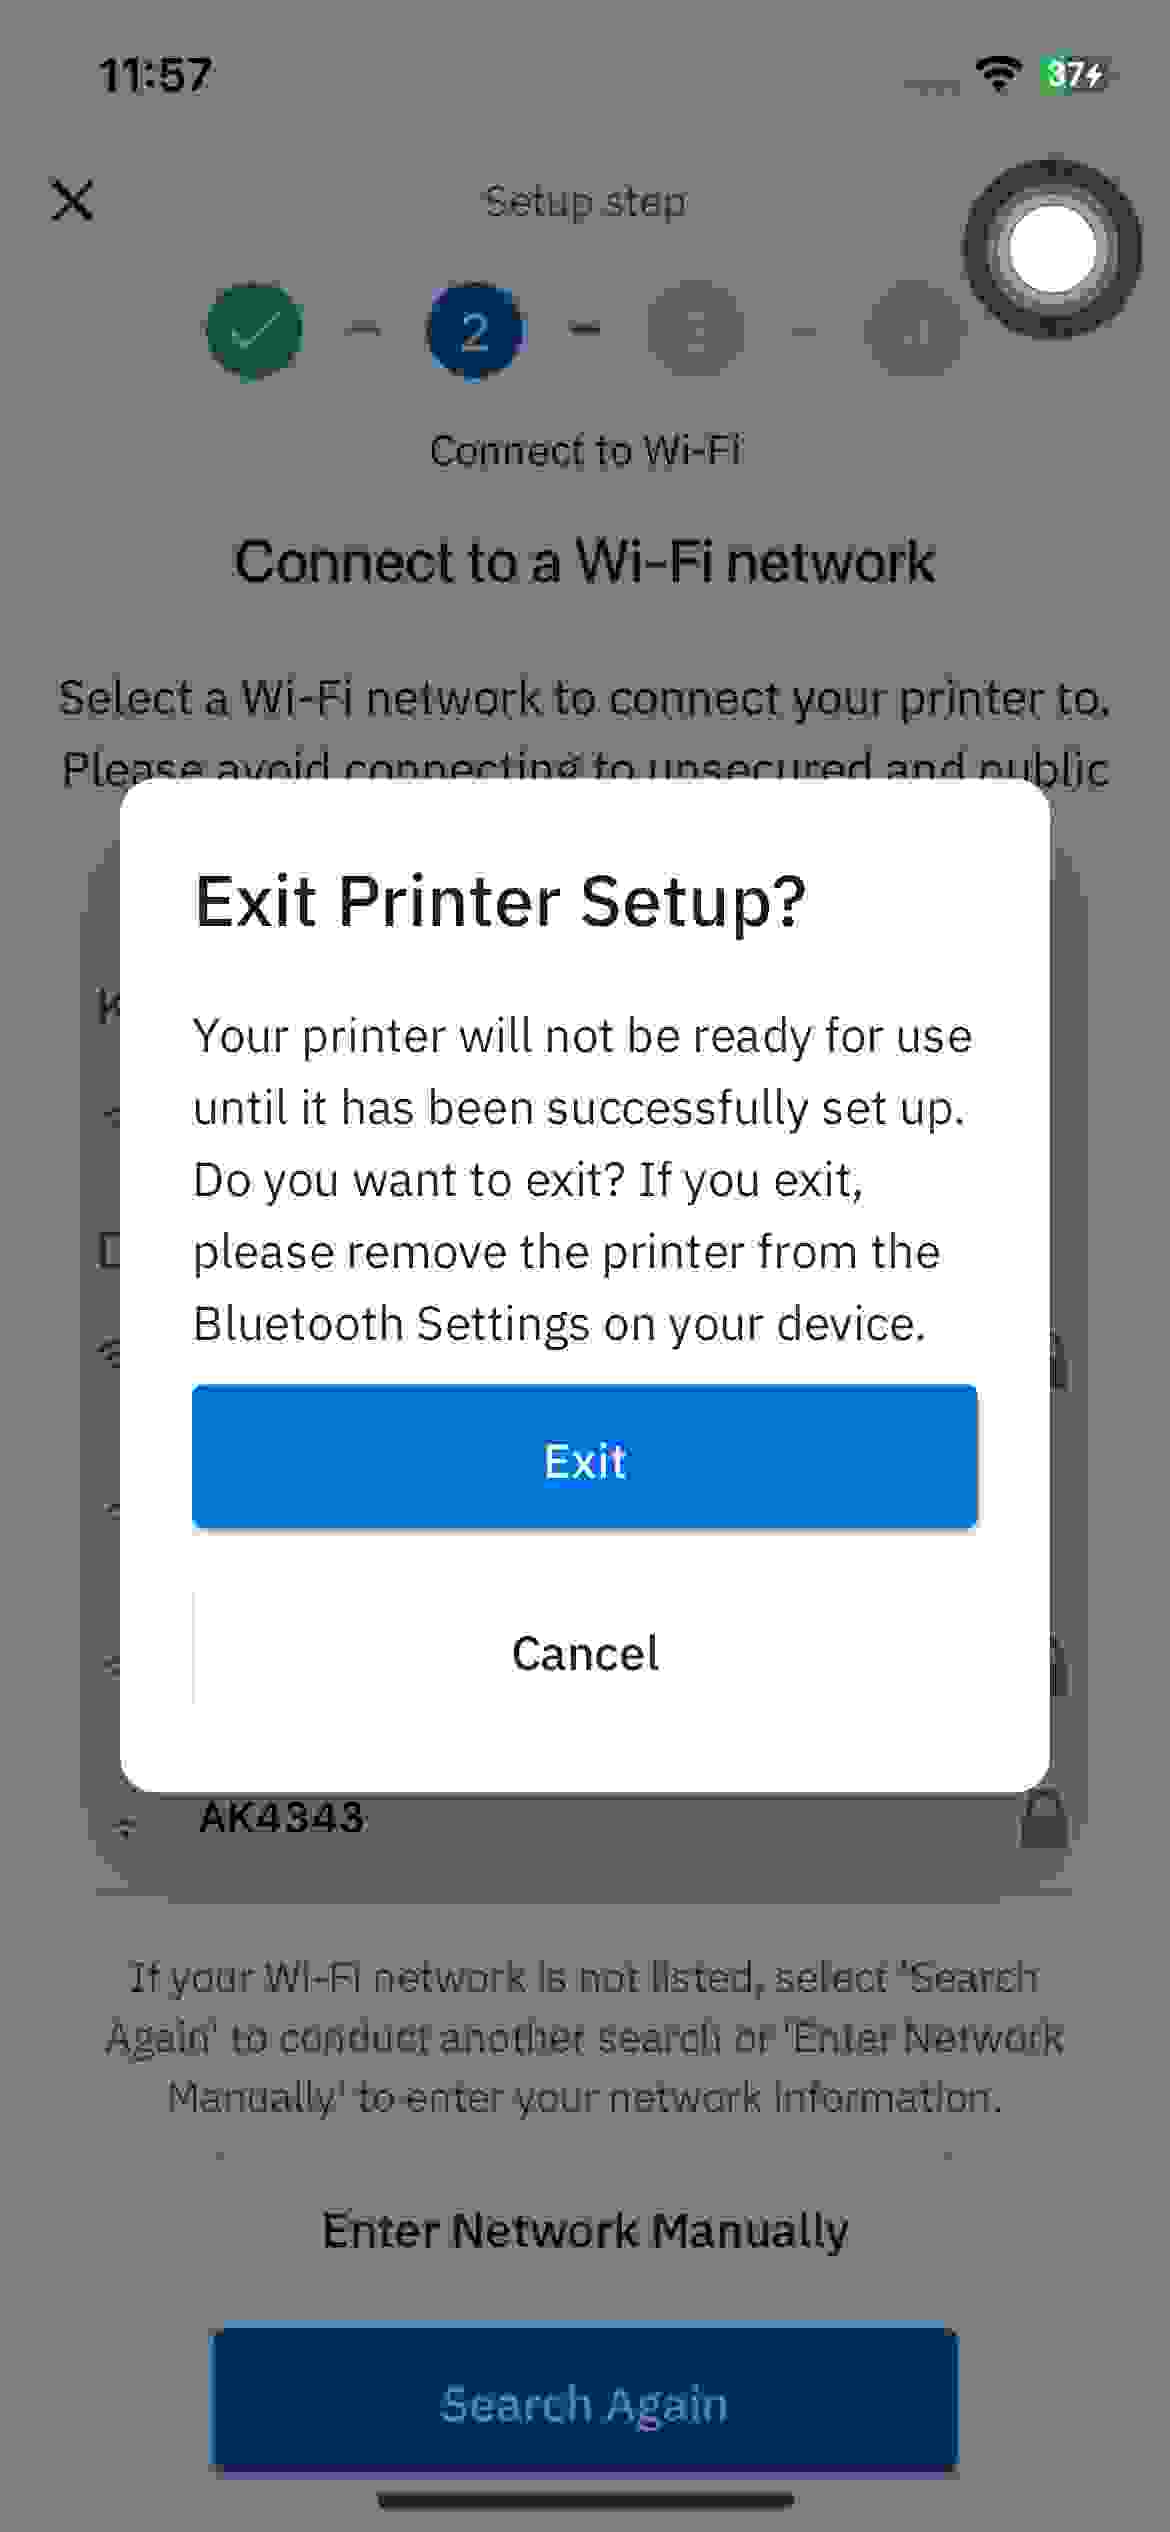 11:57
37
Setup step
2
Connect to Wi-Fi
Connect to a Wi-Fi network
Select a Wi-Fi network to connect your printer to.
Please avoid connecting to unsecured and public
Exit Printer Setup?
Your printer will not be ready for use
until it has been successfully set up.
Do you want to exit? If you exit,
please remove the printer from the
Bluetooth Settings on your device.
Exit
Cancel
AK4343
If your Wi-Fi network is not listed, select 'Search
Again' to conduct another search or 'Enter Network
Manually' to enter your network information.
Enter Network Manually
Search Again